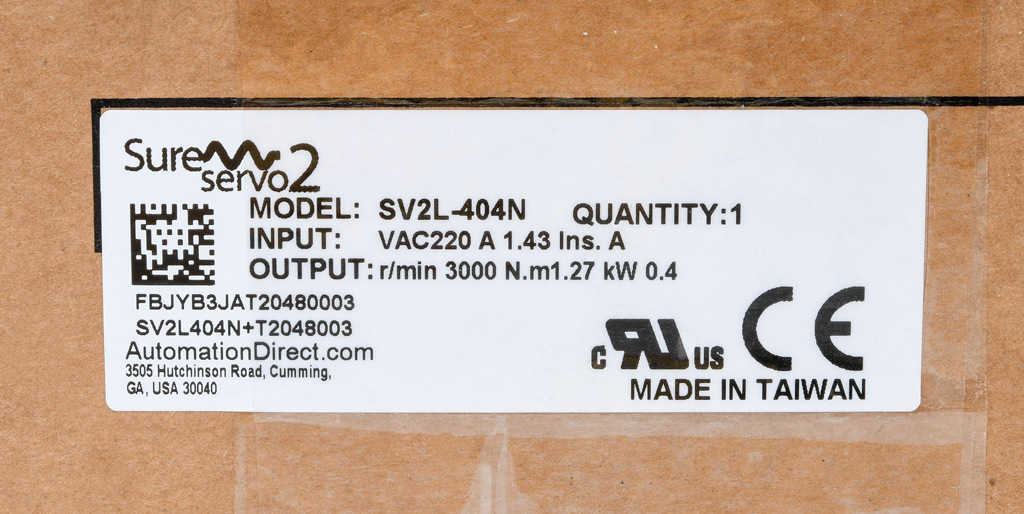 Sure
servo2
MODEL: SV2L-404N QUANTITY:1
INPUT: VAC220 A 1.43 Ins. A
OUTPUT: r/min 3000 N.m1.27 kW 0.4
FBJYB3JAT20480003
SV2L404N+T2048003
AutomationDirect.com
3505 Hutchinson Road, Cumming,
GA, USA 30040
c RU US CE
MADE IN TAIWAN